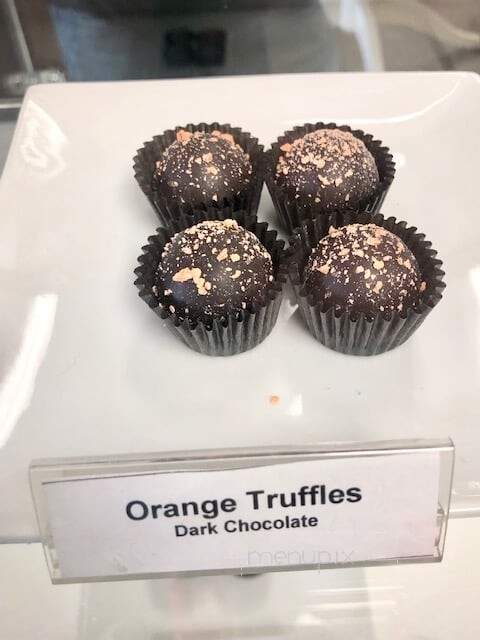 Orange Truffles
Dark Chocolate
menupix